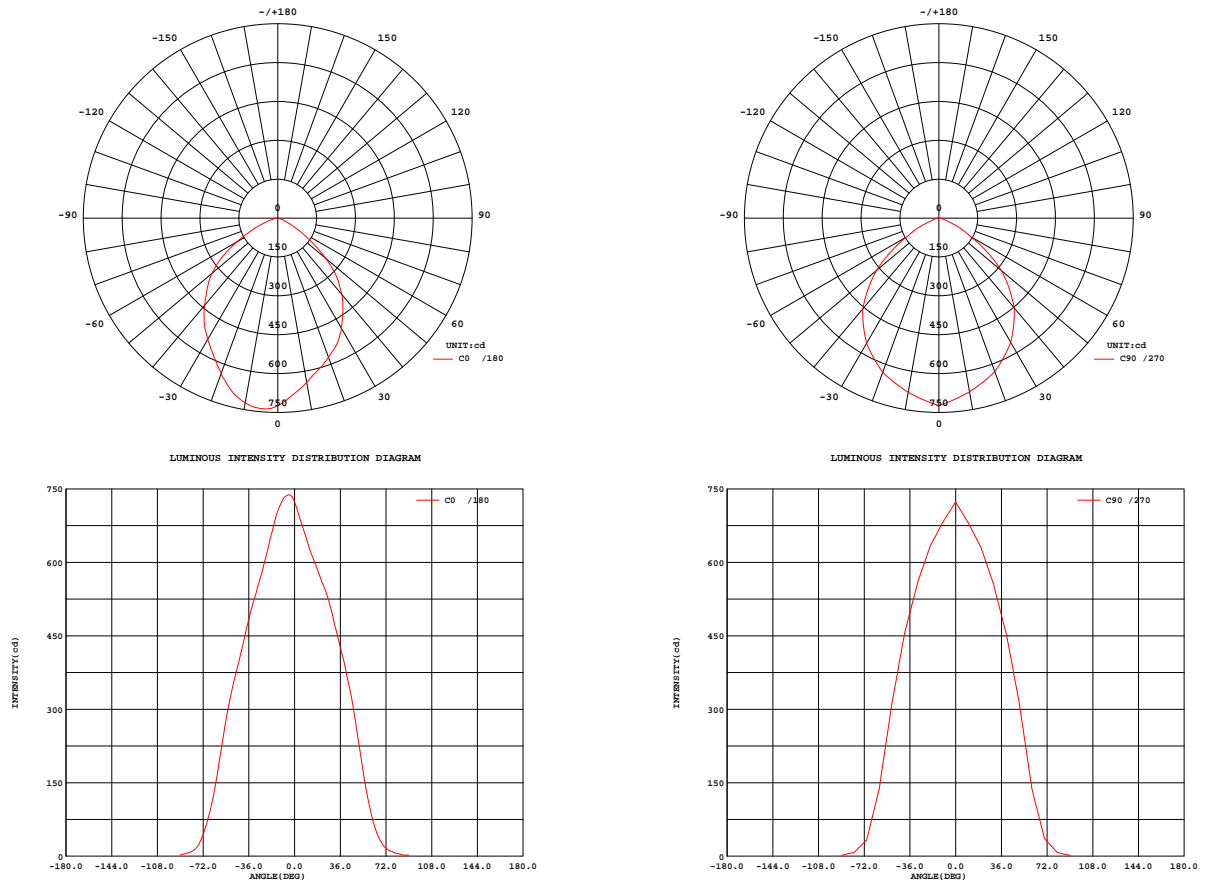 -/+180
-150 150
-120 120
-90 0 90
150
300
-60 450 60
UNIT:cd
C0 /180
600
-30 750 30
0
LUMINOUS INTENSITY DISTRIBUTION DIAGRAM
-/+180
-150 150
-120 120
-90 0 90
150
300
-60 450 60
UNIT:cd
C90 /270
600
-30 750 30
0
LUMINOUS INTENSITY DISTRIBUTION DIAGRAM
750
C0 /180
600
450
INTENSITY(cd)
300
150
0
-180.0 -144.0 -108.0 -72.0 -36.0 0.0 36.0 72.0 108.0 144.0 180.0
ANGLE(DEG)
750
C90 /270
600
450
INTENSITY(cd)
300
150
0
-180.0 -144.0 -108.0 -72.0 -36.0 0.0 36.0 72.0 108.0 144.0 180.0
ANGLE(DEG)